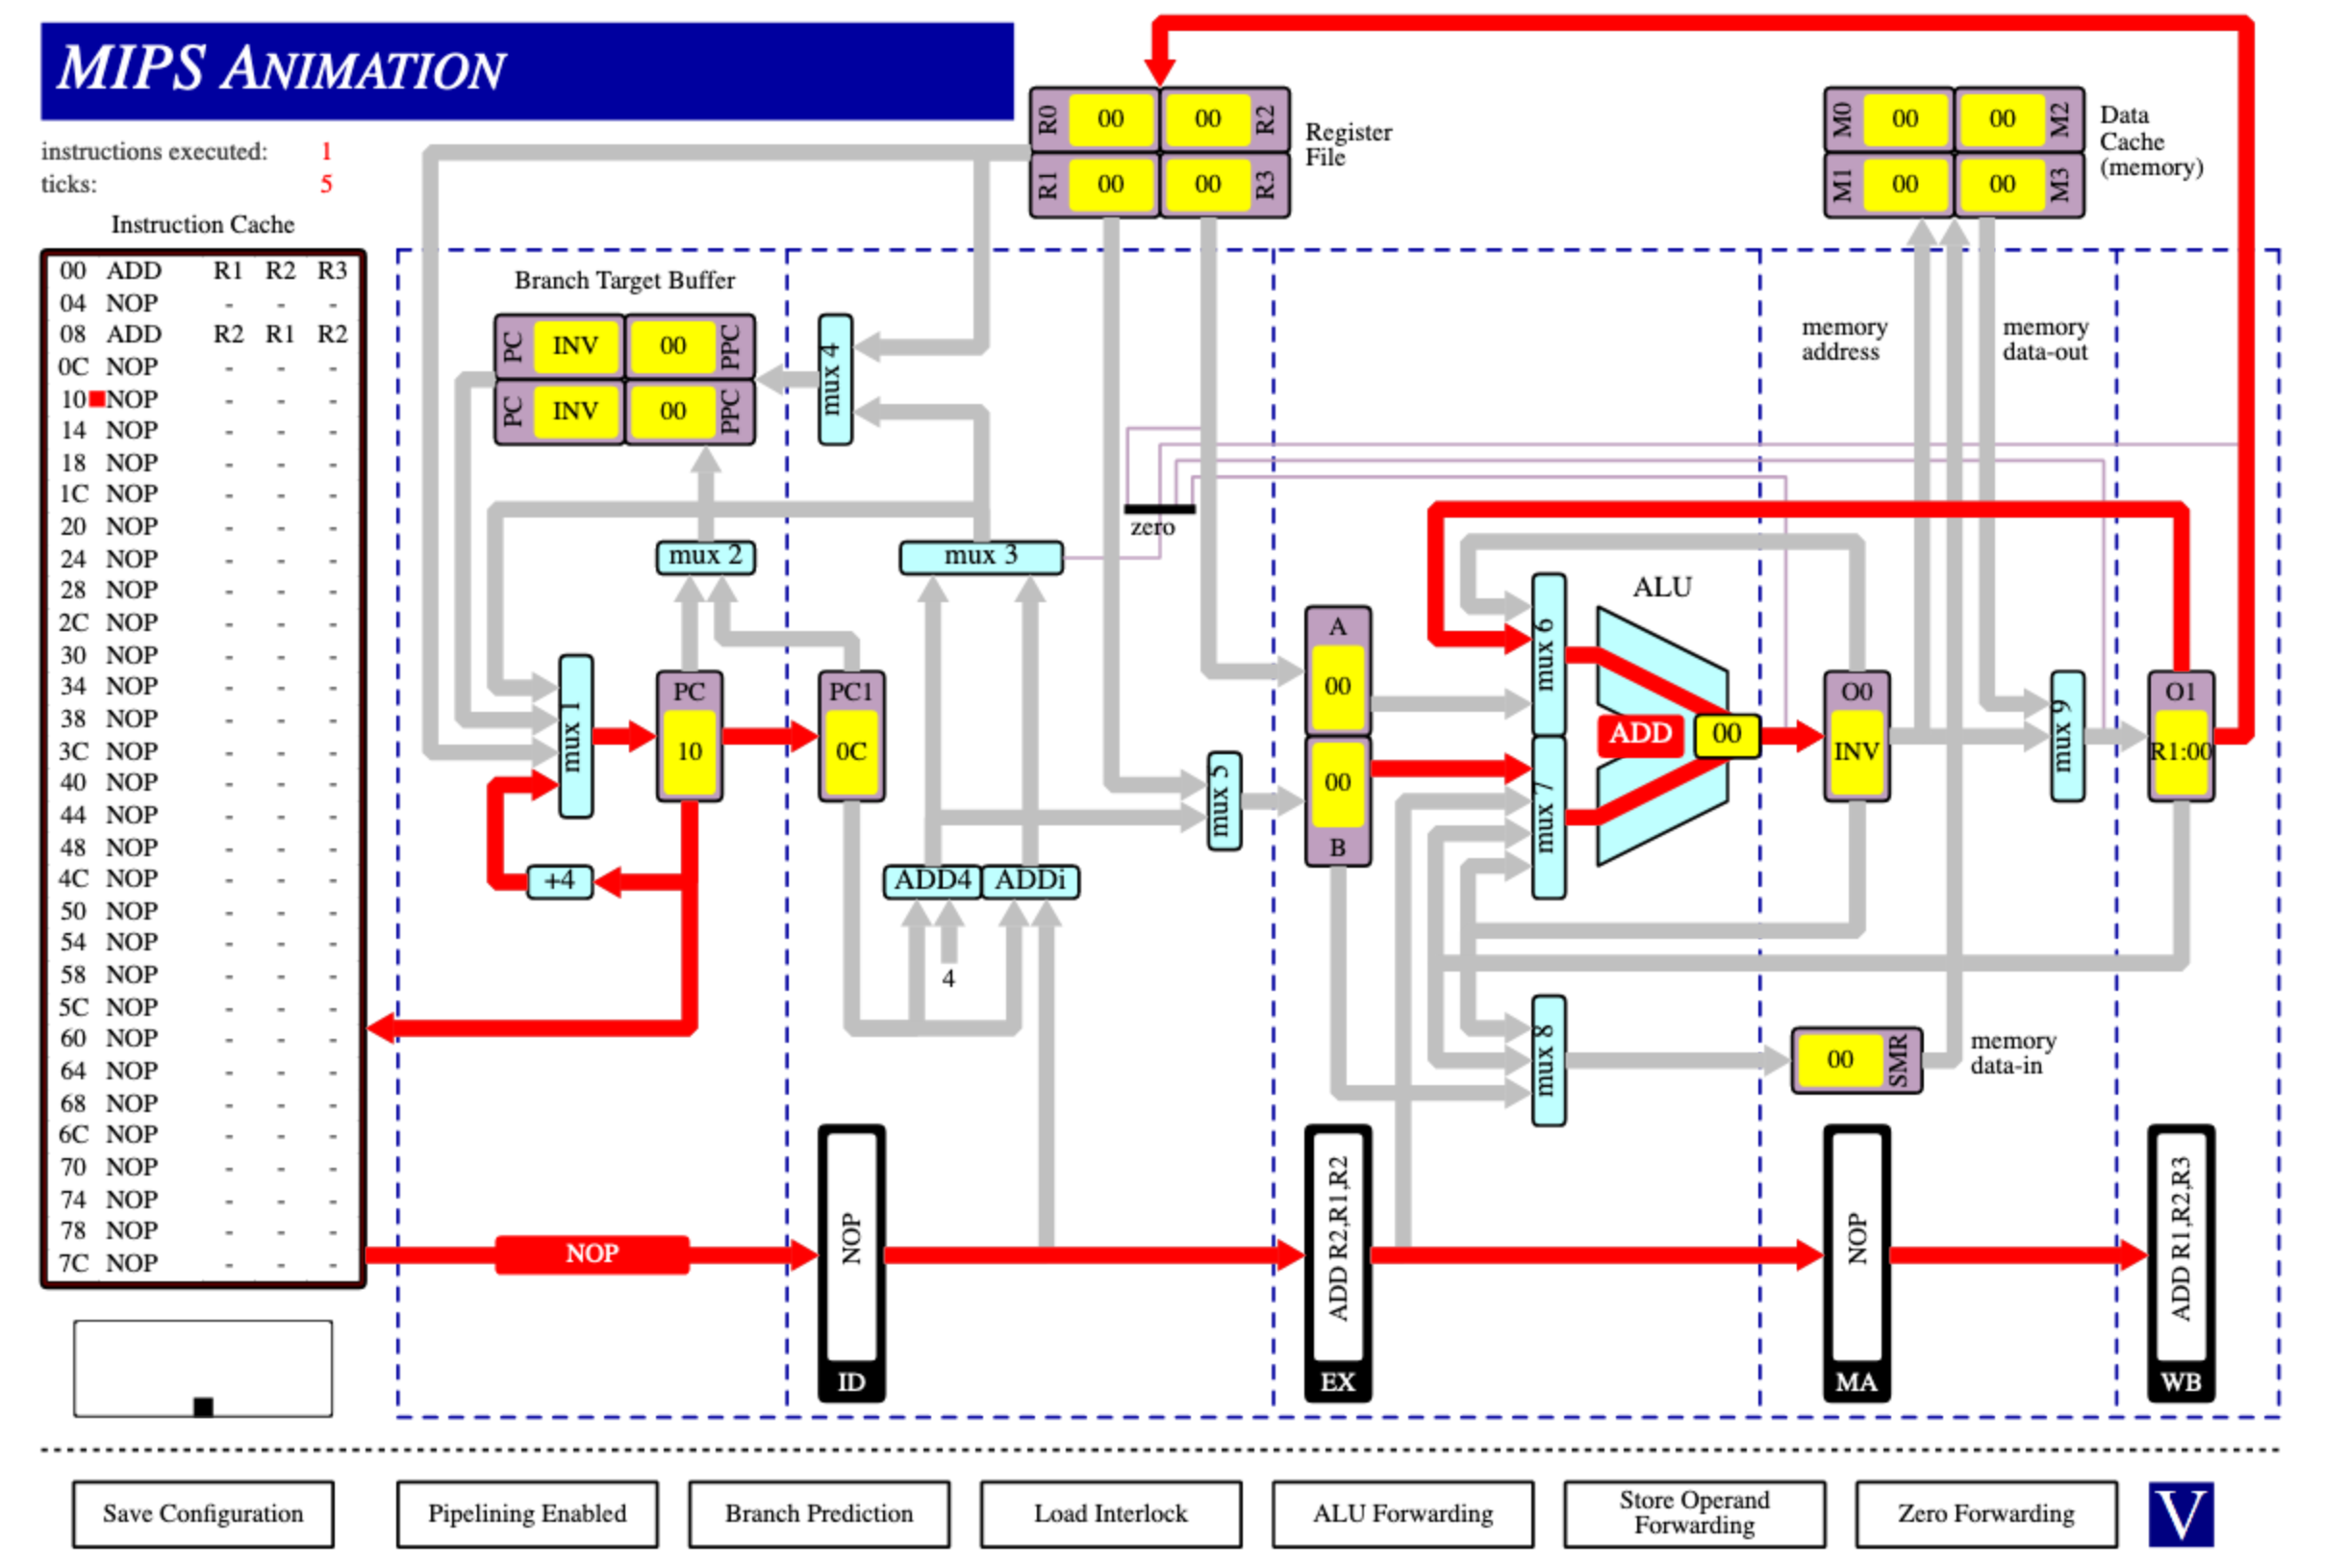 MIPS ANIMATION
instructions executed: 1
ticks: 5
Instruction Cache
00 ADD R1 R2 R3
04 NOP - - -
08 ADD R2 R1 R2
0C NOP - - -
10 NOP - - -
14 NOP - - -
18 NOP - - -
1C NOP - - -
20 NOP - - -
24 NOP - - -
28 NOP - - -
2C NOP - - -
30 NOP - - -
34 NOP - - -
38 NOP - - -
3C NOP - - -
40 NOP - - -
44 NOP - - -
48 NOP - - -
4C NOP - - -
50 NOP - - -
54 NOP - - -
58 NOP - - -
5C NOP - - -
60 NOP - - -
64 NOP - - -
68 NOP - - -
6C NOP - - -
70 NOP - - -
74 NOP - - -
78 NOP - - -
7C NOP - - -
R0 00 00 R2
R1 00 00 R3
Register
File
M0 00 00 M2
M1 00 00 M3
Data
Cache
(memory)
Branch Target Buffer
PC INV 00 PPC
PC INV 00 PPC
mux 4
memory
address
memory
data-out
zero
mux 2
mux 3
mux 1
PC
10
PC1
0C
+4
ADD4
ADDi
4
mux 5
A
00
00
B
mux 6
mux 7
ALU
ADD
00
O0
INV
mux 9
O1
R1:00
mux 8
00 SMR
memory
data-in
NOP
NOP
ID
ADD R2,R1,R2
EX
NOP
MA
ADD R1,R2,R3
WB
Save Configuration
Pipelining Enabled
Branch Prediction
Load Interlock
ALU Forwarding
Store Operand
Forwarding
Zero Forwarding
V